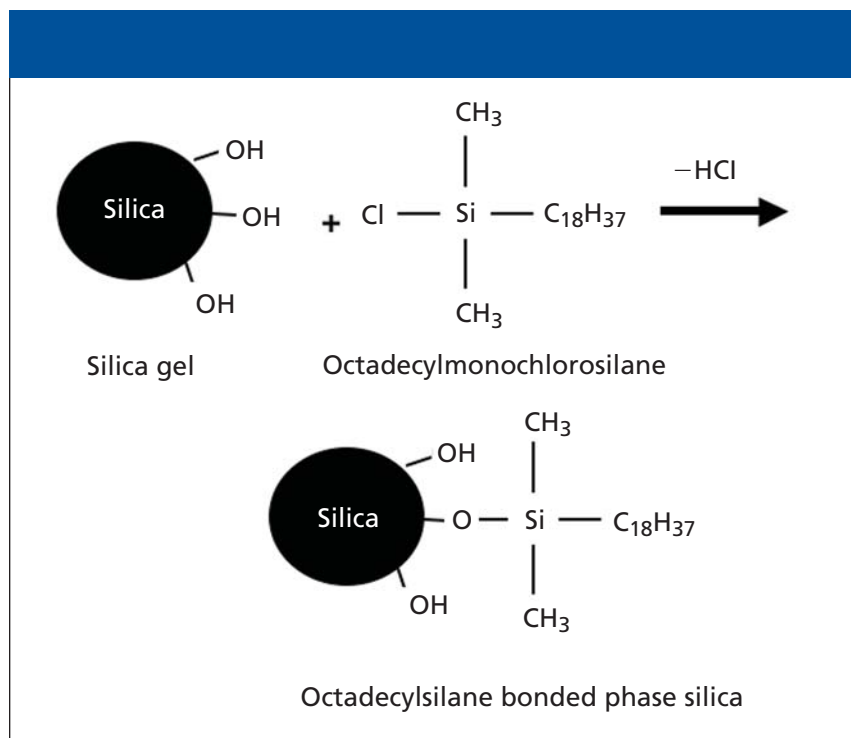 CH₃
OH
−HCl
Silica
OH
+
Cl
Si
C₁₈H₃₇
OH
CH₃
Silica gel
Octadecylmonochlorosilane
CH₃
OH
Silica
O
Si
C₁₈H₃₇
OH
CH₃
Octadecylsilane bonded phase silica